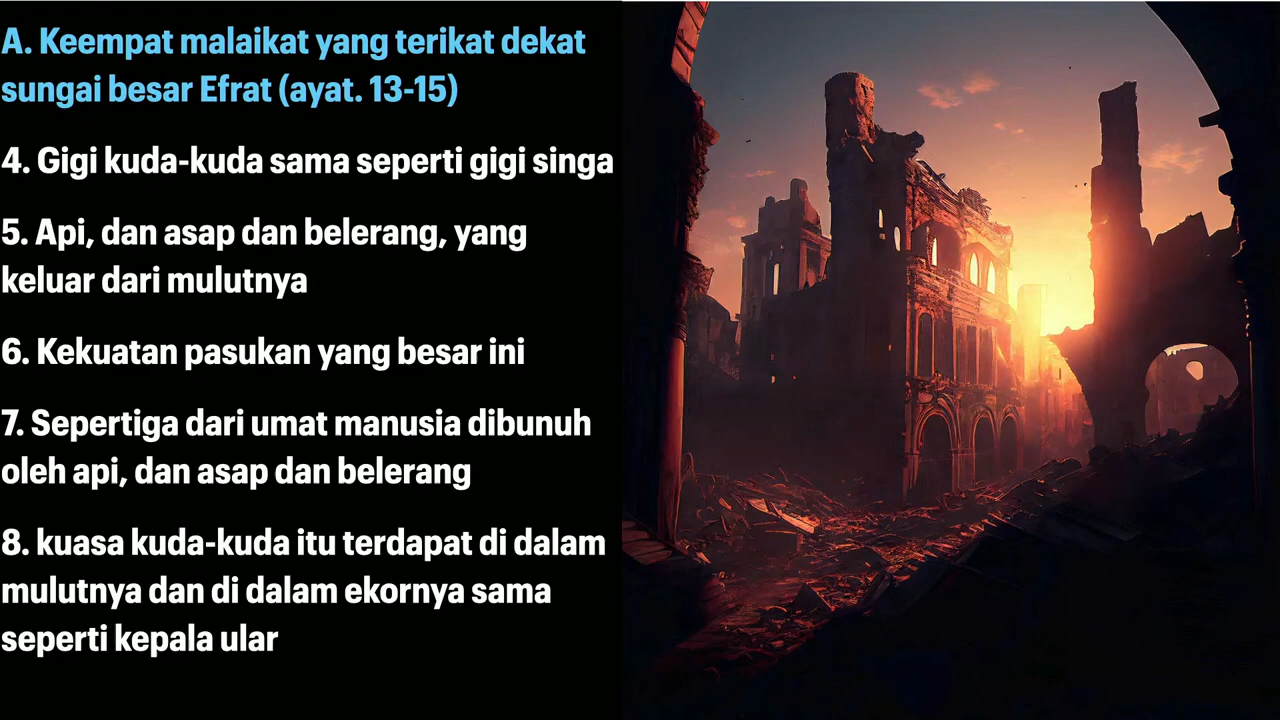 A. Keempat malaikat yang terikat dekat
sungai besar Efrat (ayat. 13-15)
4. Gigi kuda-kuda sama seperti gigi singa
5. Api, dan asap dan belerang, yang
keluar dari mulutnya
6. Kekuatan pasukan yang besar ini
7. Sepertiga dari umat manusia dibunuh
oleh api, dan asap dan belerang
8. kuasa kuda-kuda itu terdapat di dalam
mulutnya dan di dalam ekornya sama
seperti kepala ular